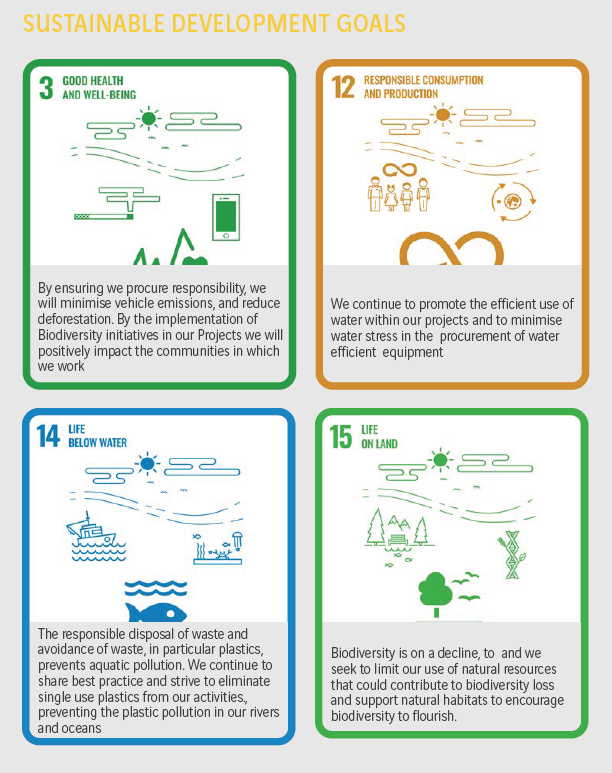 SUSTAINABLE DEVELOPMENT GOALS
3 GOOD HEALTH
AND WELL-BEING
By ensuring we procure responsibility, we
will minimise vehicle emissions, and reduce
deforestation. By the implementation of
Biodiversity initiatives in our Projects we will
positively impact the communities in which
we work
12 RESPONSIBLE CONSUMPTION
AND PRODUCTION
We continue to promote the efficient use of
water within our projects and to minimise
water stress in the procurement of water
efficient equipment
14 LIFE
BELOW WATER
The responsible disposal of waste and
avoidance of waste, in particular plastics,
prevents aquatic pollution. We continue to
share best practice and strive to eliminate
single use plastics from our activities.,
preventing the plastic pollution in our rivers
and oceans
15 LIFE
ON LAND
Biodiversity is on a decline, to and we
seek to limit our use of natural resources
that could contribute to biodiversity loss
and support natural habitats to encourage
biodiversity to flourish.